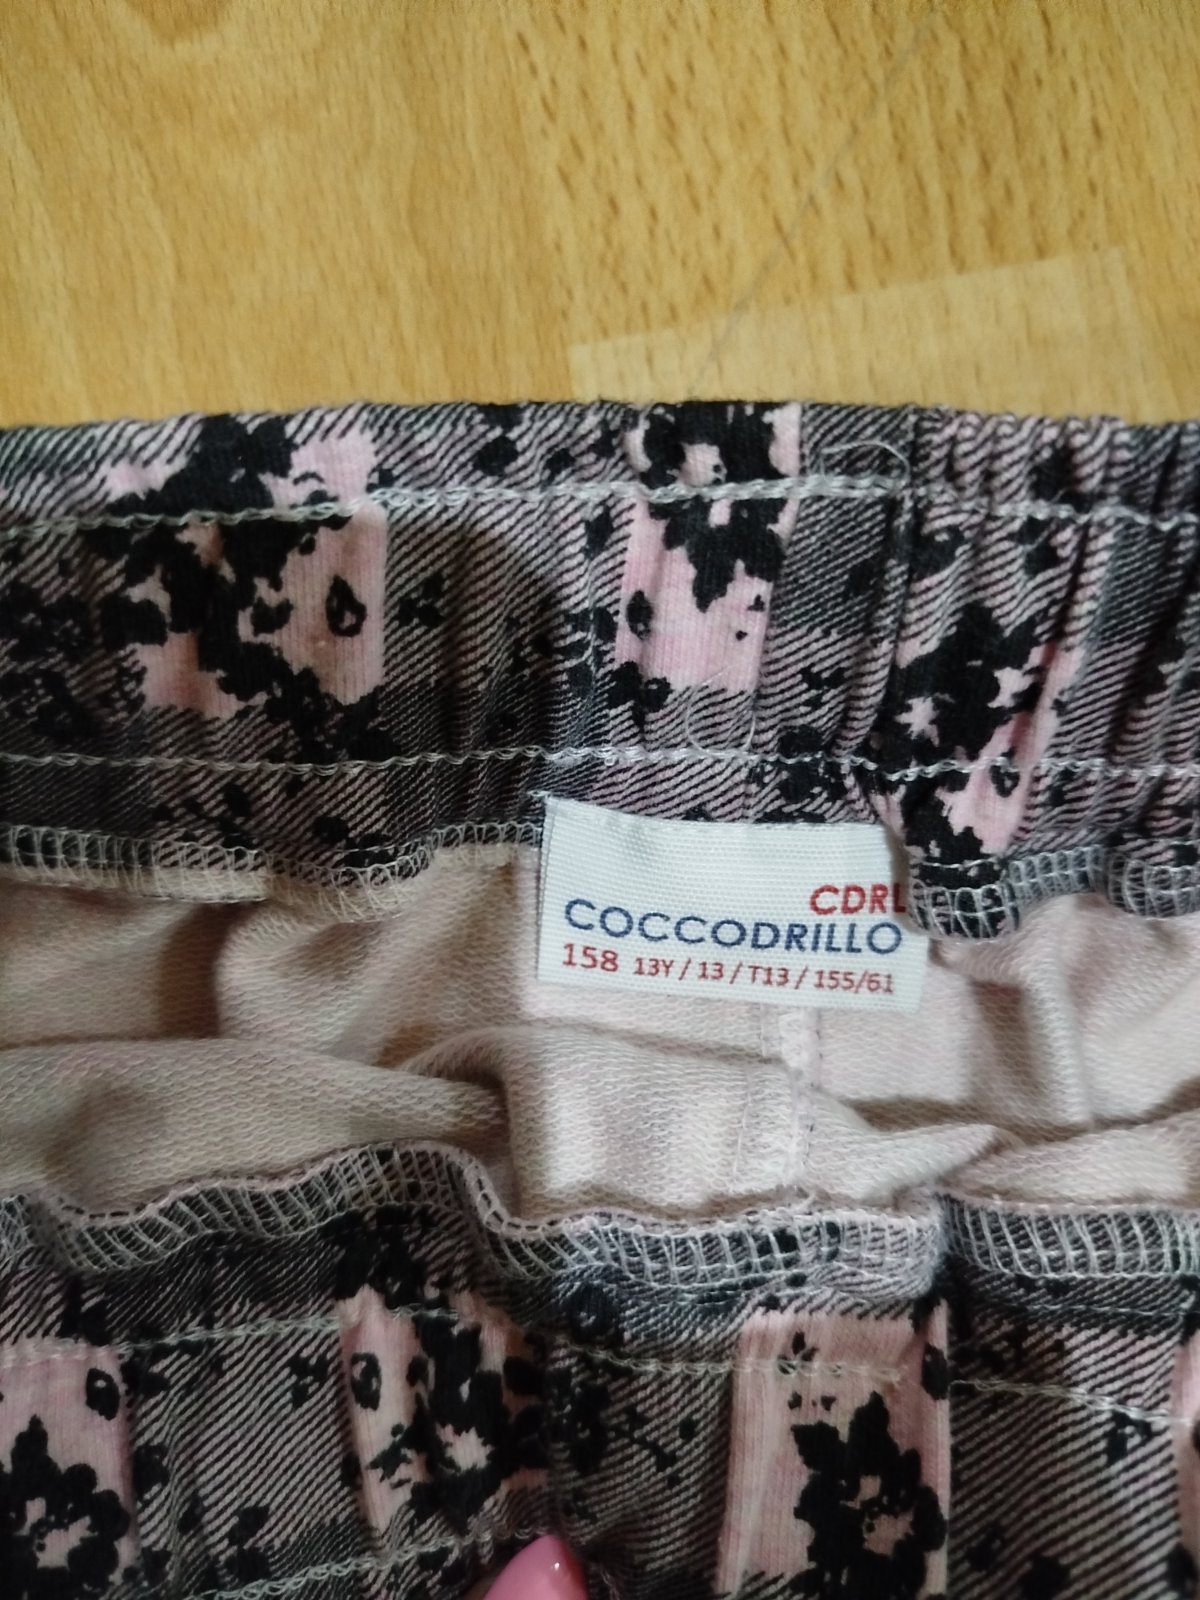 CDRL
COCCODRILLO
158 13Y / 13 / T13 / 155/61